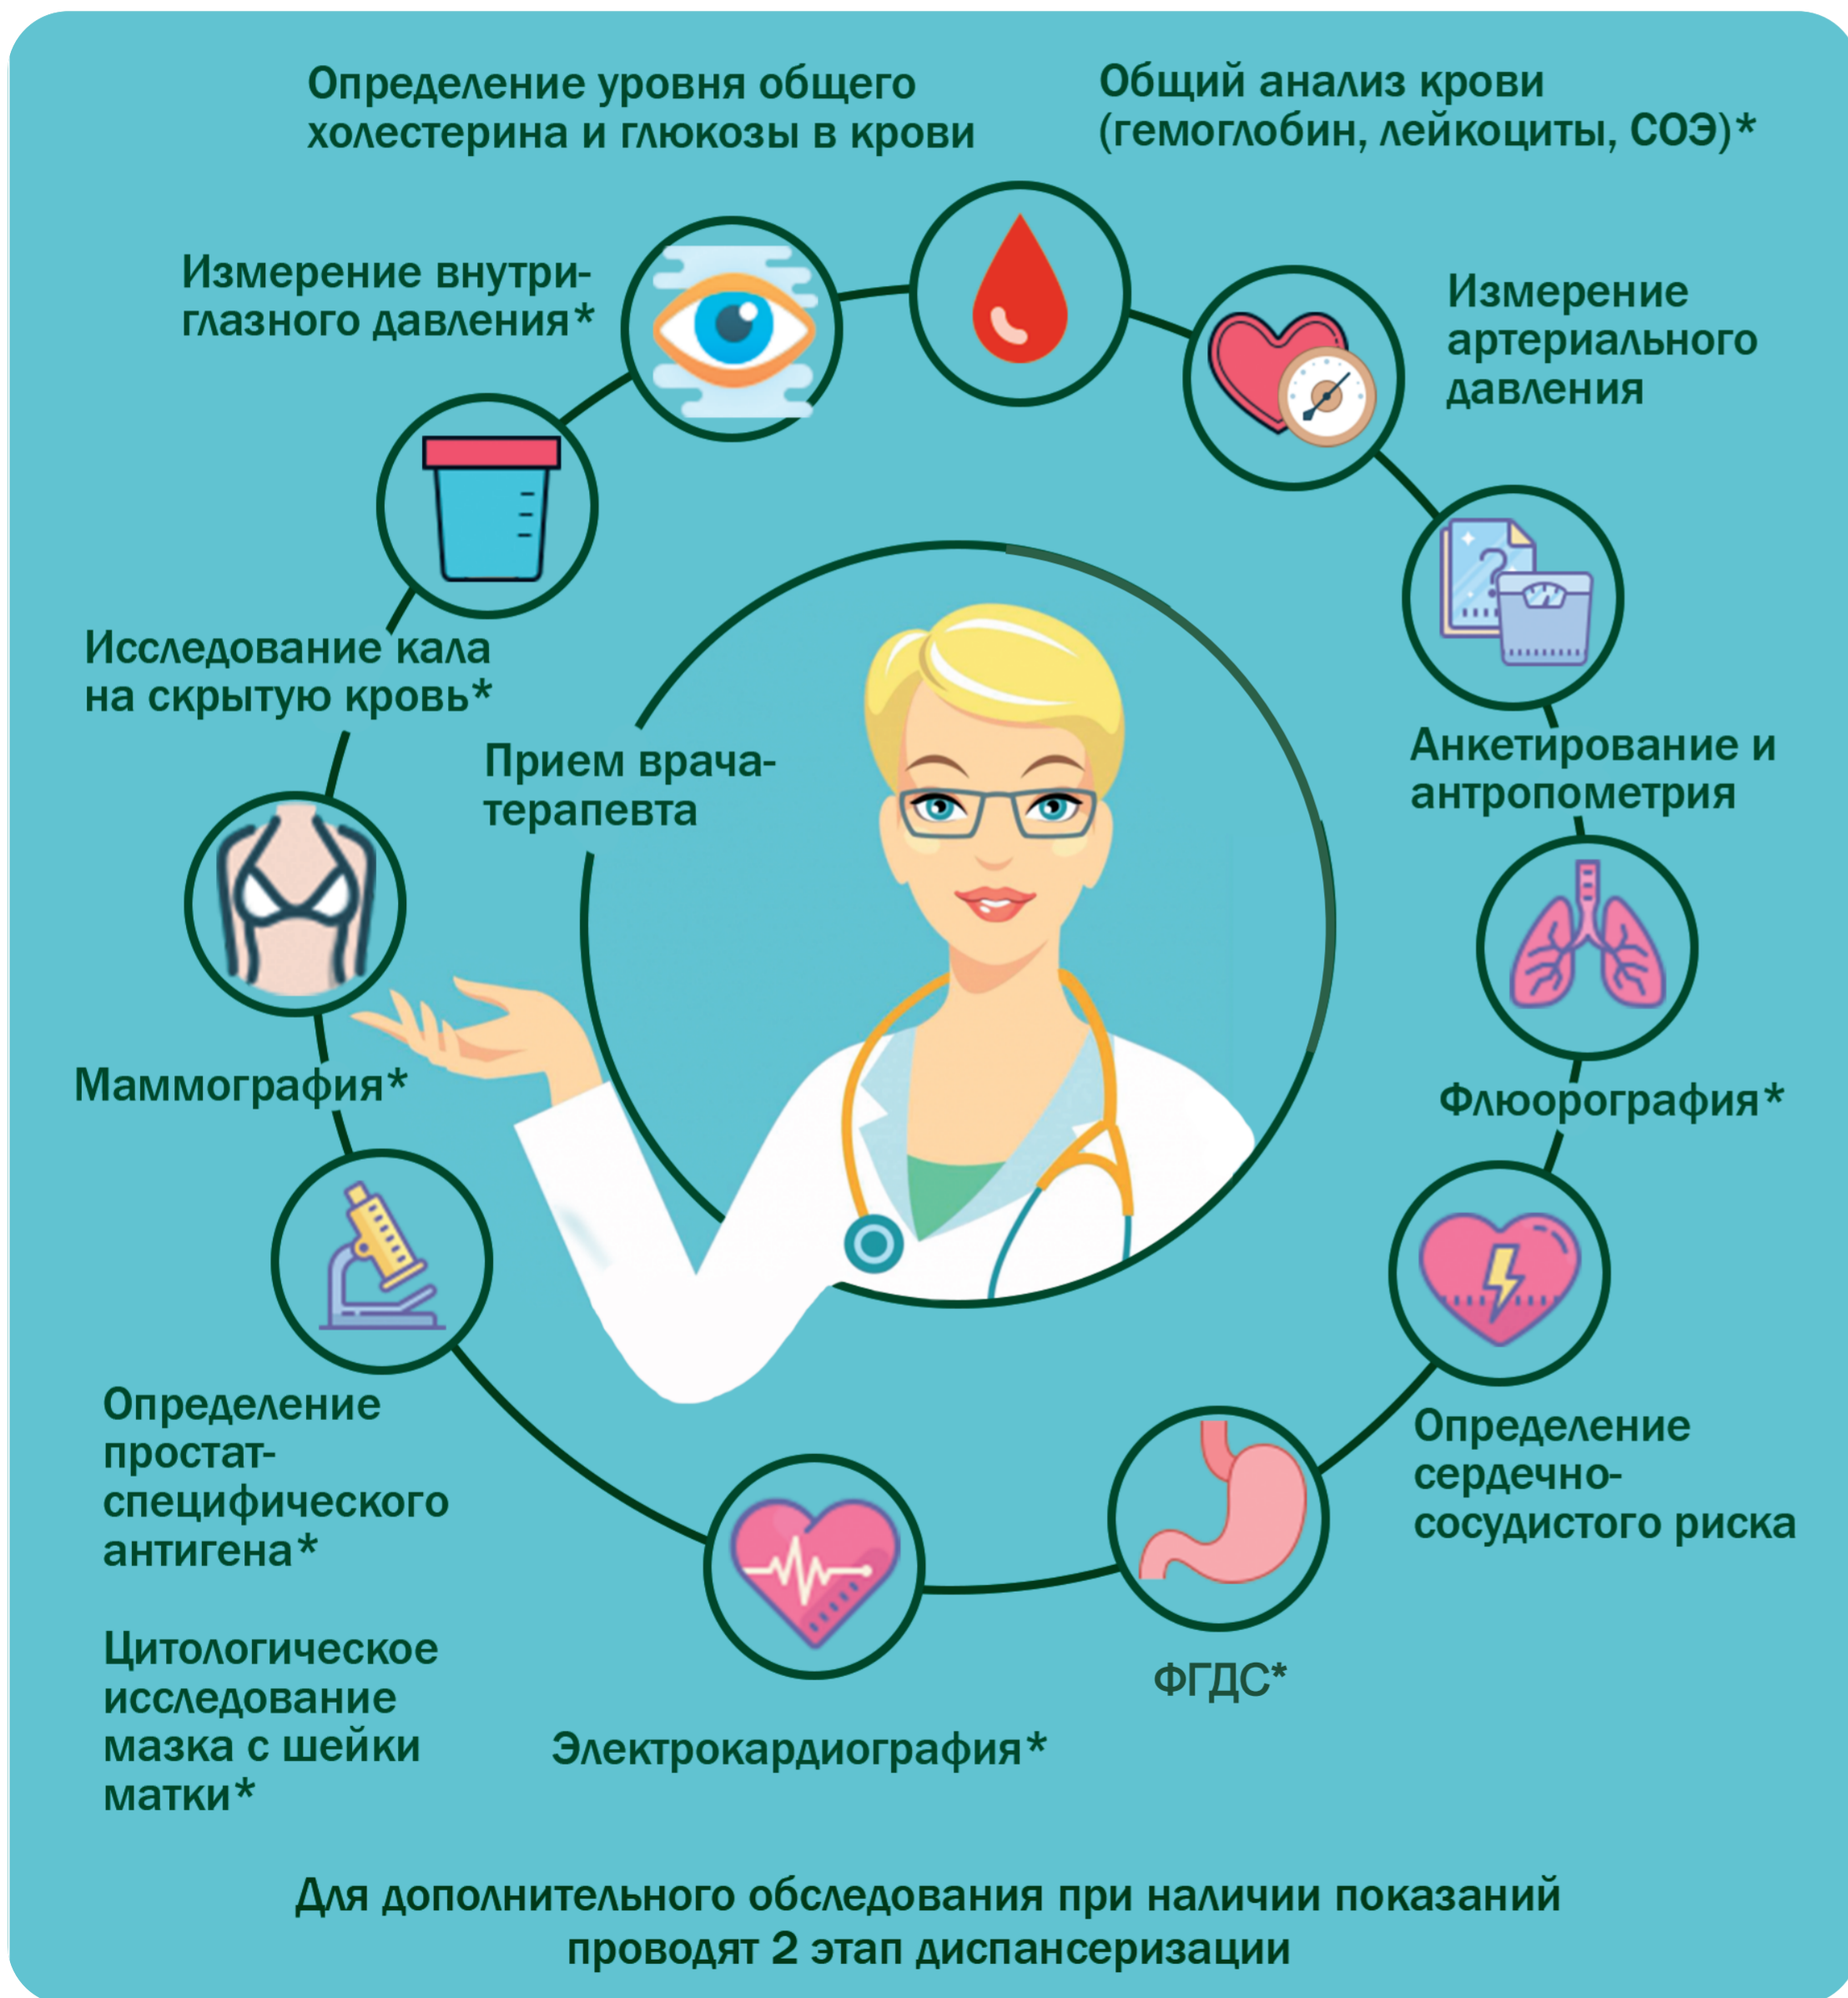 Определение уровня общего
холестерина и глюкозы в крови
Общий анализ крови
(гемоглобин, лейкоциты, СОЭ)*
Измерение внутри-
глазного давления*
Измерение
артериального
давления
Исследование кала
на скрытую кровь*
Прием врача-
терапевта
Анкетирование и
антропометрия
Маммография*
Флюорография*
Определение
простат-
специфического
антигена*
Определение
сердечно-
сосудистого риска
Цитологическое
исследование
мазка с шейки
матки*
Электрокардиография*
ФГДС*
Для дополнительного обследования при наличии показаний
проводят 2 этап диспансеризации